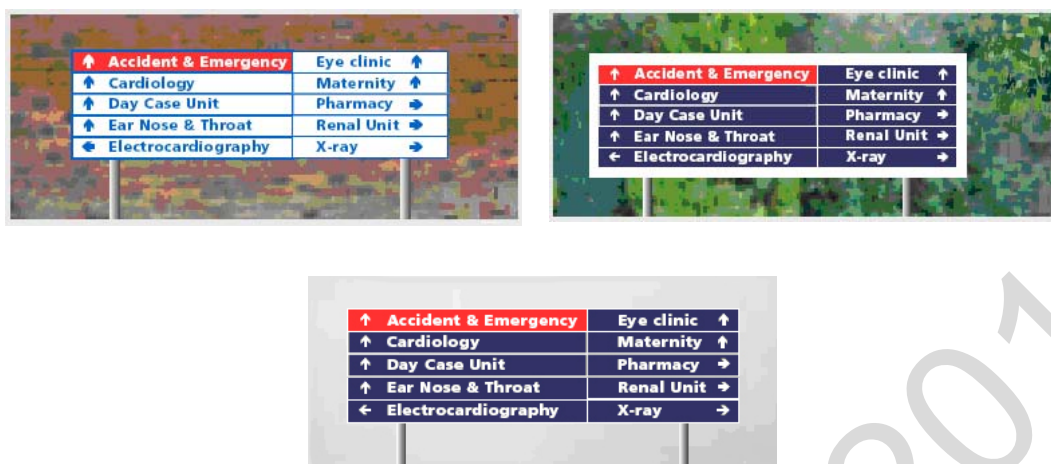 Accident & Emergency Eye clinic
Cardiology Maternity
Day Case Unit Pharmacy
Ear Nose & Throat Renal Unit
Electrocardiography X-ray
Accident & Emergency Eye clinic
Cardiology Maternity
Day Case Unit Pharmacy
Ear Nose & Throat Renal Unit
Electrocardiography X-ray
Accident & Emergency Eye clinic
Cardiology Maternity
Day Case Unit Pharmacy
Ear Nose & Throat Renal Unit
Electrocardiography X-ray